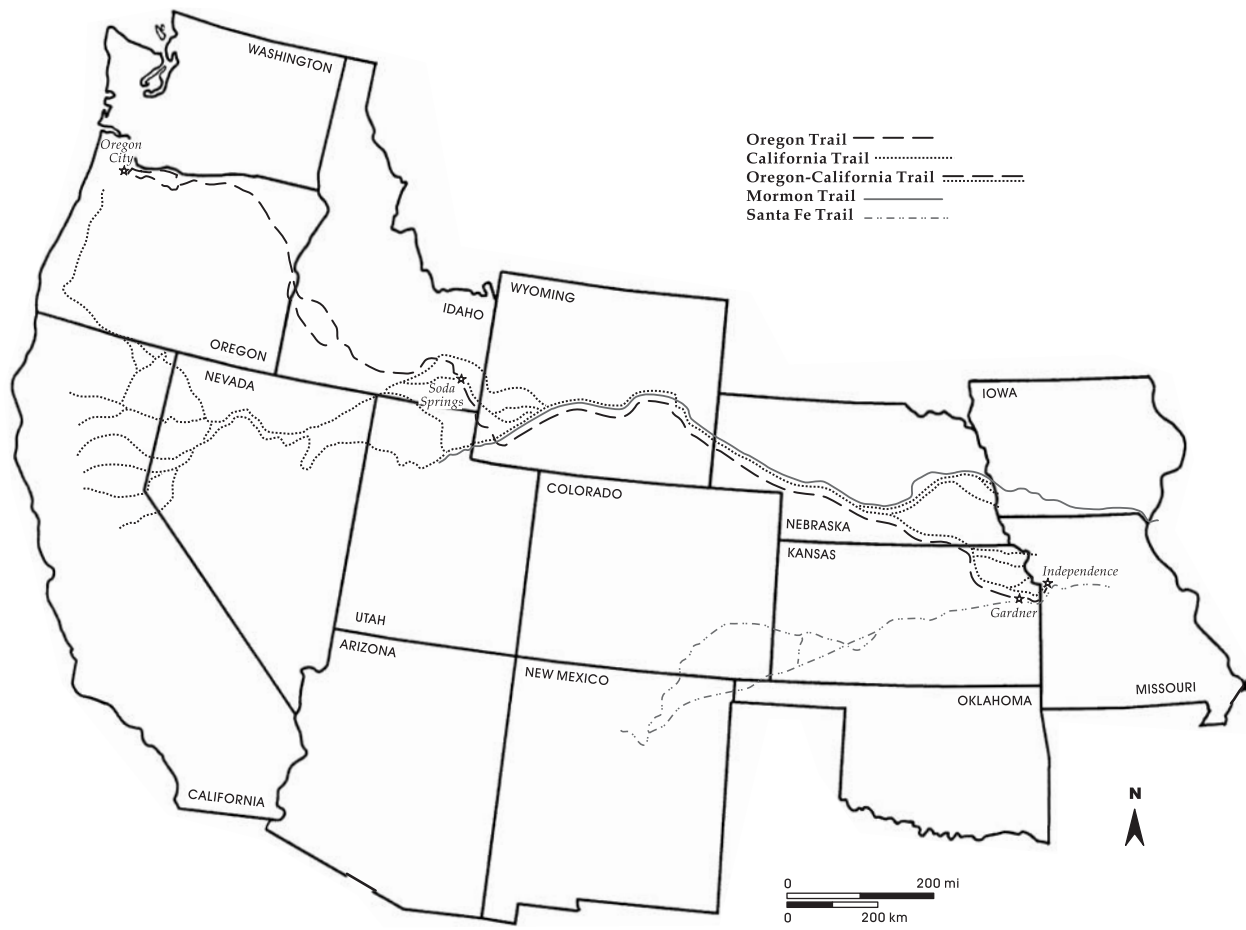 WASHINGTON
Oregon
City
Oregon Trail
California Trail
Oregon-California Trail
Mormon Trail
Santa Fe Trail
IDAHO
WYOMING
OREGON
NEVADA
Soda
Springs
IOWA
COLORADO
NEBRASKA
KANSAS
Independence
Gardner
UTAH
ARIZONA
NEW MEXICO
OKLAHOMA
MISSOURI
CALIFORNIA
N
0 200 mi
0 200 km